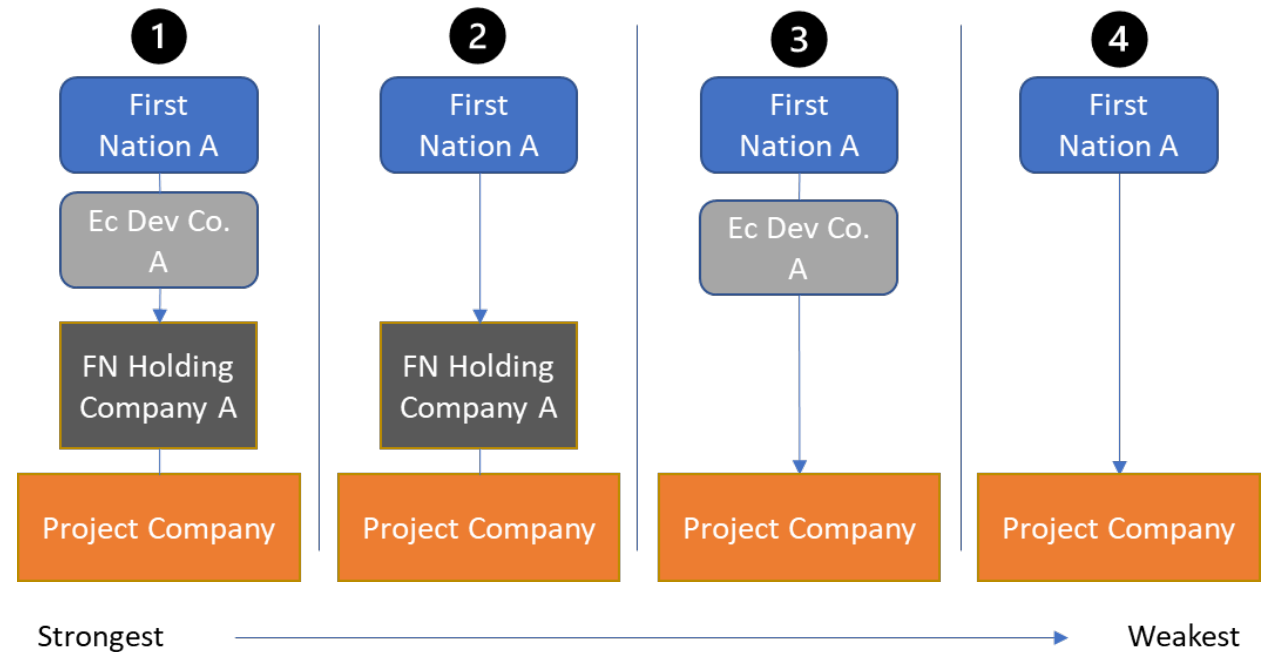 1
First
Nation A
Ec Dev Co.
A
FN Holding
Company A
Project Company
2
First
Nation A
FN Holding
Company A
Project Company
3
First
Nation A
Ec Dev Co.
A
Project Company
4
First
Nation A
Project Company
Strongest
Weakest